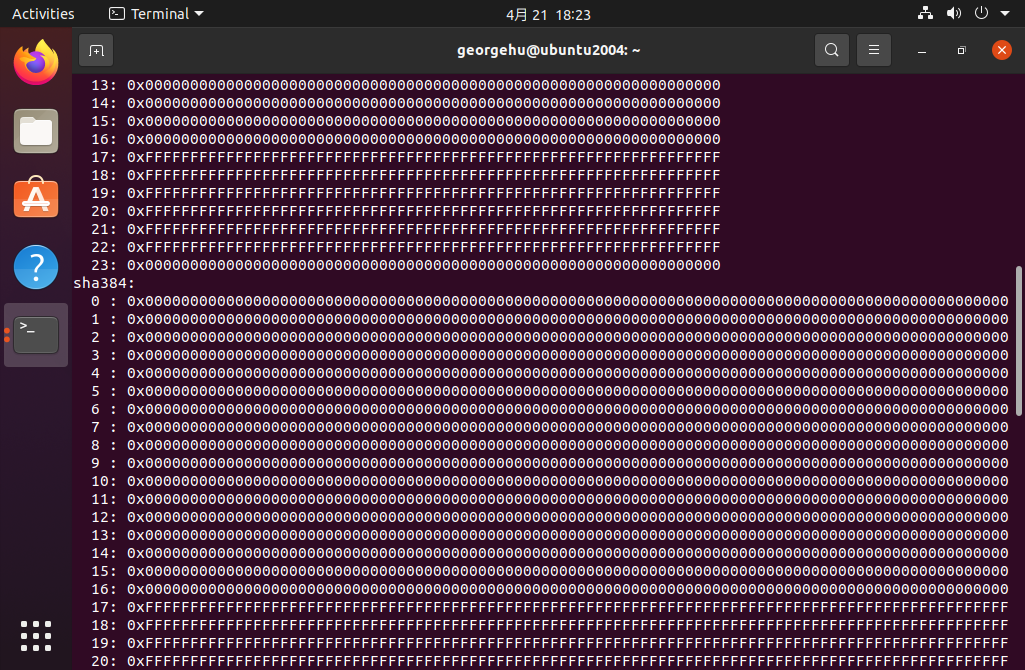 Activities
Terminal
4月 21 18:23
georgehu@ubuntu2004: ~
13: 0x0000000000000000000000000000000000000000000000000000000000000000
14: 0x0000000000000000000000000000000000000000000000000000000000000000
15: 0x0000000000000000000000000000000000000000000000000000000000000000
16: 0x0000000000000000000000000000000000000000000000000000000000000000
17: 0xFFFFFFFFFFFFFFFFFFFFFFFFFFFFFFFFFFFFFFFFFFFFFFFFFFFFFFFFFFFFFFFF
18: 0xFFFFFFFFFFFFFFFFFFFFFFFFFFFFFFFFFFFFFFFFFFFFFFFFFFFFFFFFFFFFFFFF
19: 0xFFFFFFFFFFFFFFFFFFFFFFFFFFFFFFFFFFFFFFFFFFFFFFFFFFFFFFFFFFFFFFFF
20: 0xFFFFFFFFFFFFFFFFFFFFFFFFFFFFFFFFFFFFFFFFFFFFFFFFFFFFFFFFFFFFFFFF
21: 0xFFFFFFFFFFFFFFFFFFFFFFFFFFFFFFFFFFFFFFFFFFFFFFFFFFFFFFFFFFFFFFFF
22: 0xFFFFFFFFFFFFFFFFFFFFFFFFFFFFFFFFFFFFFFFFFFFFFFFFFFFFFFFFFFFFFFFF
23: 0x0000000000000000000000000000000000000000000000000000000000000000
sha384:
0 : 0x000000000000000000000000000000000000000000000000000000000000000000000000000000000000000000000000
1 : 0x000000000000000000000000000000000000000000000000000000000000000000000000000000000000000000000000
2 : 0x000000000000000000000000000000000000000000000000000000000000000000000000000000000000000000000000
3 : 0x000000000000000000000000000000000000000000000000000000000000000000000000000000000000000000000000
4 : 0x000000000000000000000000000000000000000000000000000000000000000000000000000000000000000000000000
5 : 0x000000000000000000000000000000000000000000000000000000000000000000000000000000000000000000000000
6 : 0x000000000000000000000000000000000000000000000000000000000000000000000000000000000000000000000000
7 : 0x000000000000000000000000000000000000000000000000000000000000000000000000000000000000000000000000
8 : 0x000000000000000000000000000000000000000000000000000000000000000000000000000000000000000000000000
9 : 0x000000000000000000000000000000000000000000000000000000000000000000000000000000000000000000000000
10: 0x000000000000000000000000000000000000000000000000000000000000000000000000000000000000000000000000
11: 0x000000000000000000000000000000000000000000000000000000000000000000000000000000000000000000000000
12: 0x000000000000000000000000000000000000000000000000000000000000000000000000000000000000000000000000
13: 0x000000000000000000000000000000000000000000000000000000000000000000000000000000000000000000000000
14: 0x000000000000000000000000000000000000000000000000000000000000000000000000000000000000000000000000
15: 0x000000000000000000000000000000000000000000000000000000000000000000000000000000000000000000000000
16: 0x000000000000000000000000000000000000000000000000000000000000000000000000000000000000000000000000
17: 0xFFFFFFFFFFFFFFFFFFFFFFFFFFFFFFFFFFFFFFFFFFFFFFFFFFFFFFFFFFFFFFFFFFFFFFFFFFFFFFFFFFFFFFFFFFFFFFFF
18: 0xFFFFFFFFFFFFFFFFFFFFFFFFFFFFFFFFFFFFFFFFFFFFFFFFFFFFFFFFFFFFFFFFFFFFFFFFFFFFFFFFFFFFFFFFFFFFFFFF
19: 0xFFFFFFFFFFFFFFFFFFFFFFFFFFFFFFFFFFFFFFFFFFFFFFFFFFFFFFFFFFFFFFFFFFFFFFFFFFFFFFFFFFFFFFFFFFFFFFFF
20: 0xFFFFFFFFFFFFFFFFFFFFFFFFFFFFFFFFFFFFFFFFFFFFFFFFFFFFFFFFFFFFFFFFFFFFFFFFFFFFFFFFFFFFFFFFFFFFFFFF